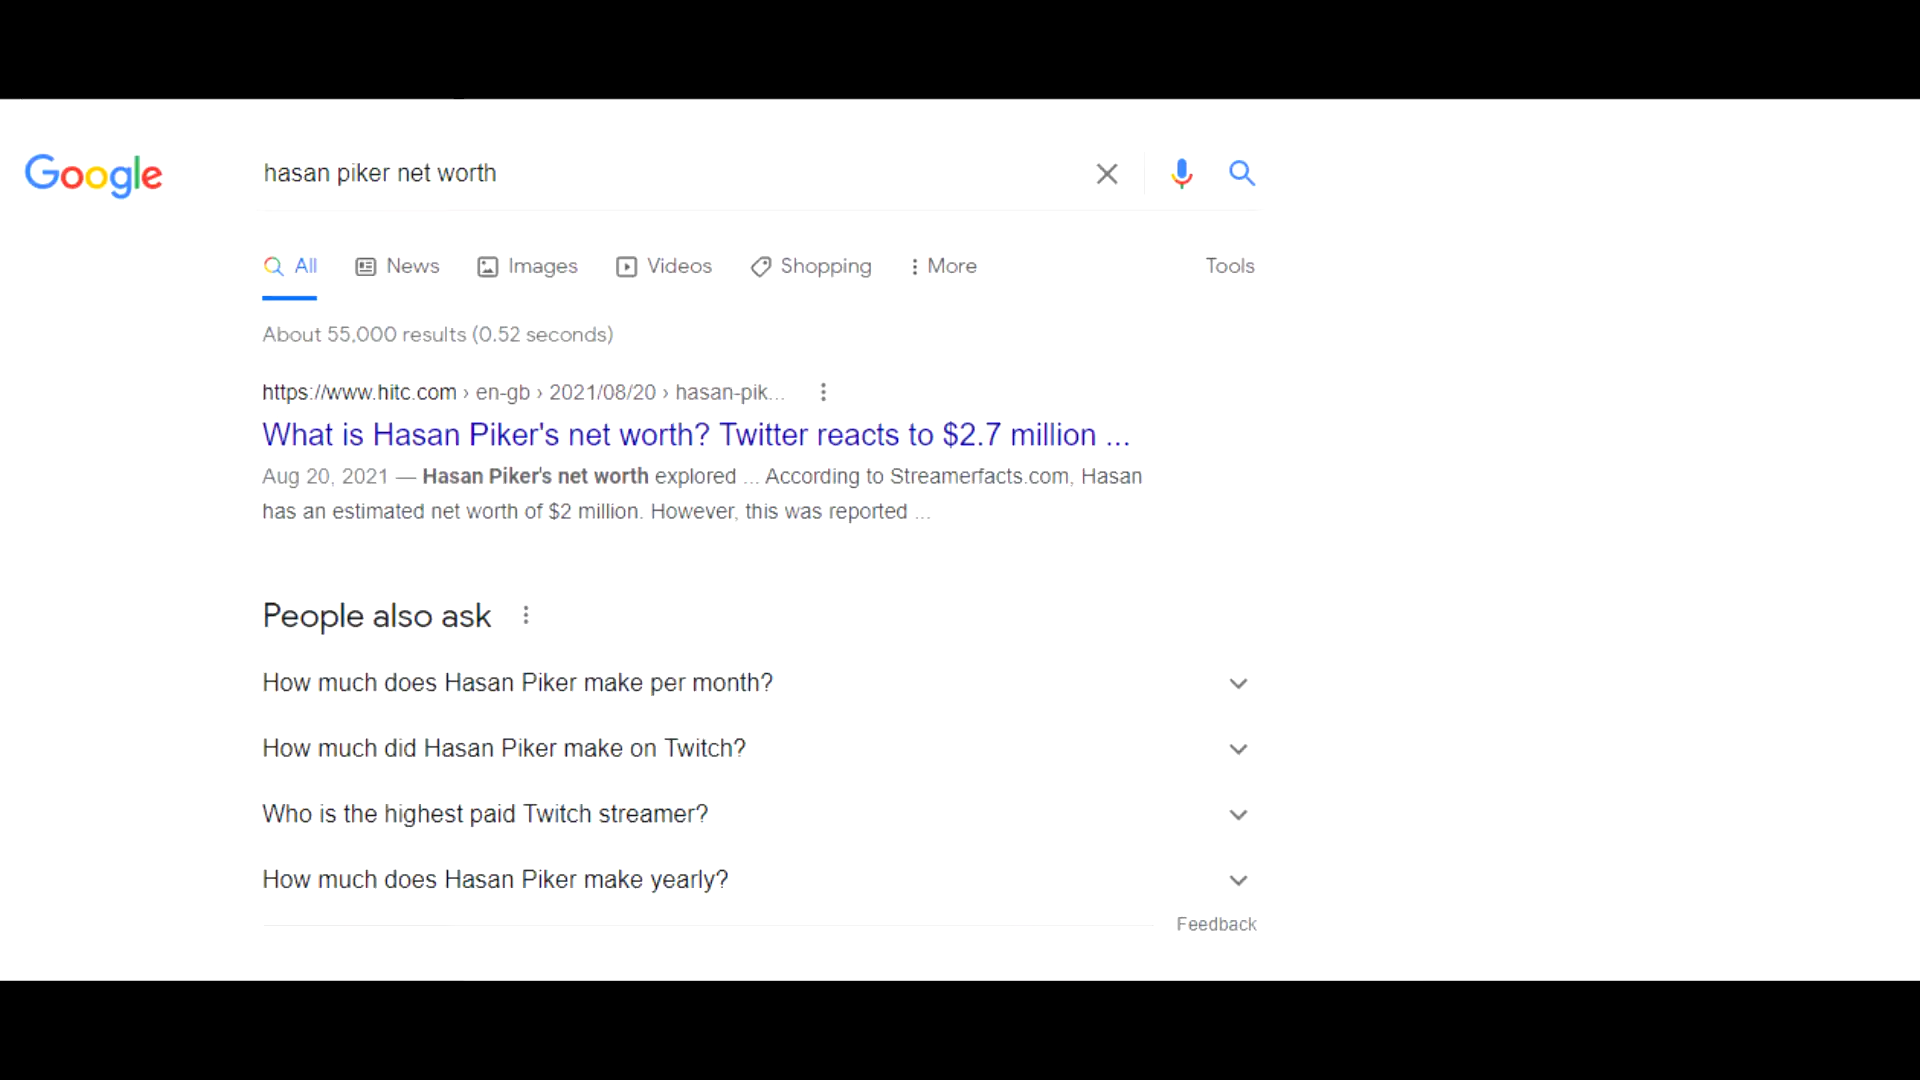 Google
hasan piker net worth
All News Images Videos Shopping More Tools
About 55,000 results (0.52 seconds)
https://www.hitc.com › en-gb › 2021/08/20 › hasan-pik...
What is Hasan Piker's net worth? Twitter reacts to $2.7 million ...
Aug 20, 2021 — Hasan Piker's net worth explored ... According to Streamerfacts.com, Hasan
has an estimated net worth of $2 million. However, this was reported ...
People also ask
How much does Hasan Piker make per month?
How much did Hasan Piker make on Twitch?
Who is the highest paid Twitch streamer?
How much does Hasan Piker make yearly?
Feedback